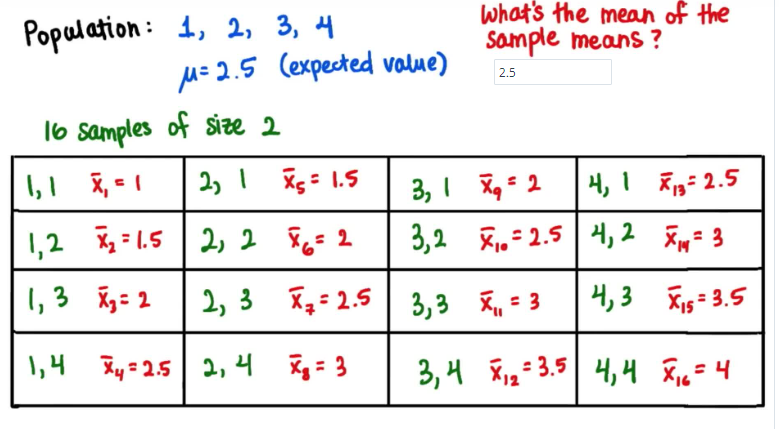 Population: 1, 2, 3, 4
μ = 2.5 (expected value)
What's the mean of the
sample means?
2.5
16 samples of size 2
1, 1 x̄₁ = 1 2, 1 x̄₅ = 1.5 3, 1 x̄₉ = 2 4, 1 x̄₁₃ = 2.5
1, 2 x̄₂ = 1.5 2, 2 x̄₆ = 2 3, 2 x̄₁₀ = 2.5 4, 2 x̄₁₄ = 3
1, 3 x̄₃ = 2 2, 3 x̄₇ = 2.5 3, 3 x̄₁₁ = 3 4, 3 x̄₁₅ = 3.5
1, 4 x̄₄ = 2.5 2, 4 x̄₈ = 3 3, 4 x̄₁₂ = 3.5 4, 4 x̄₁₆ = 4